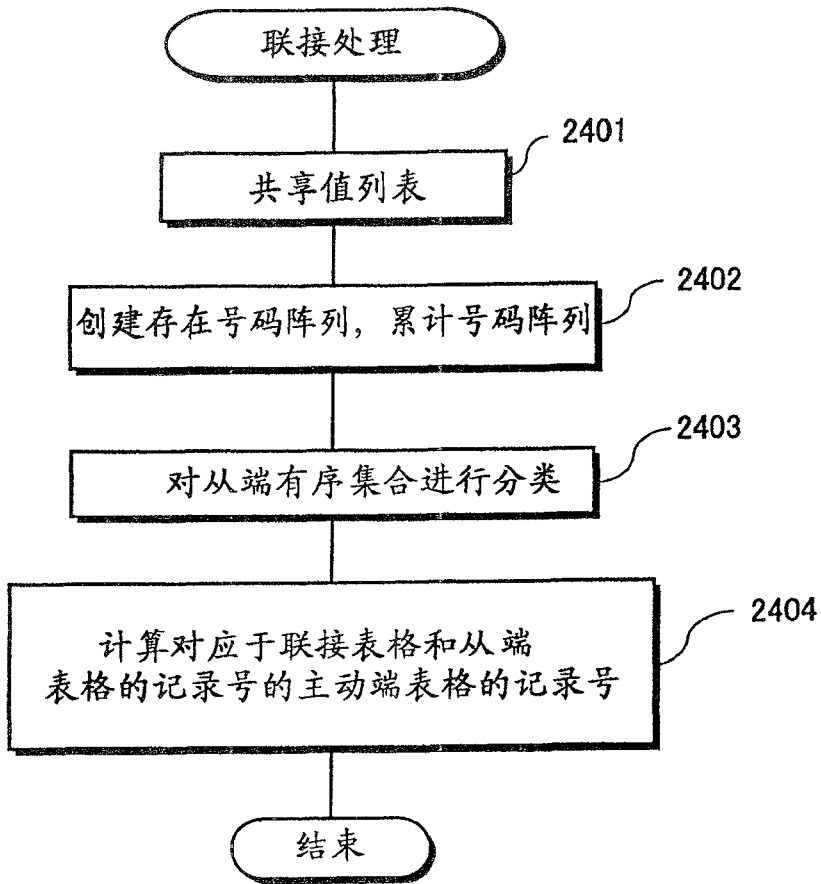 联接处理
2401
共享值列表
2402
创建存在号码阵列，累计号码阵列
2403
对从端有序集合进行分类
2404
计算对应于联接表格和从端
表格的记录号的主动端表格的记录号
结束